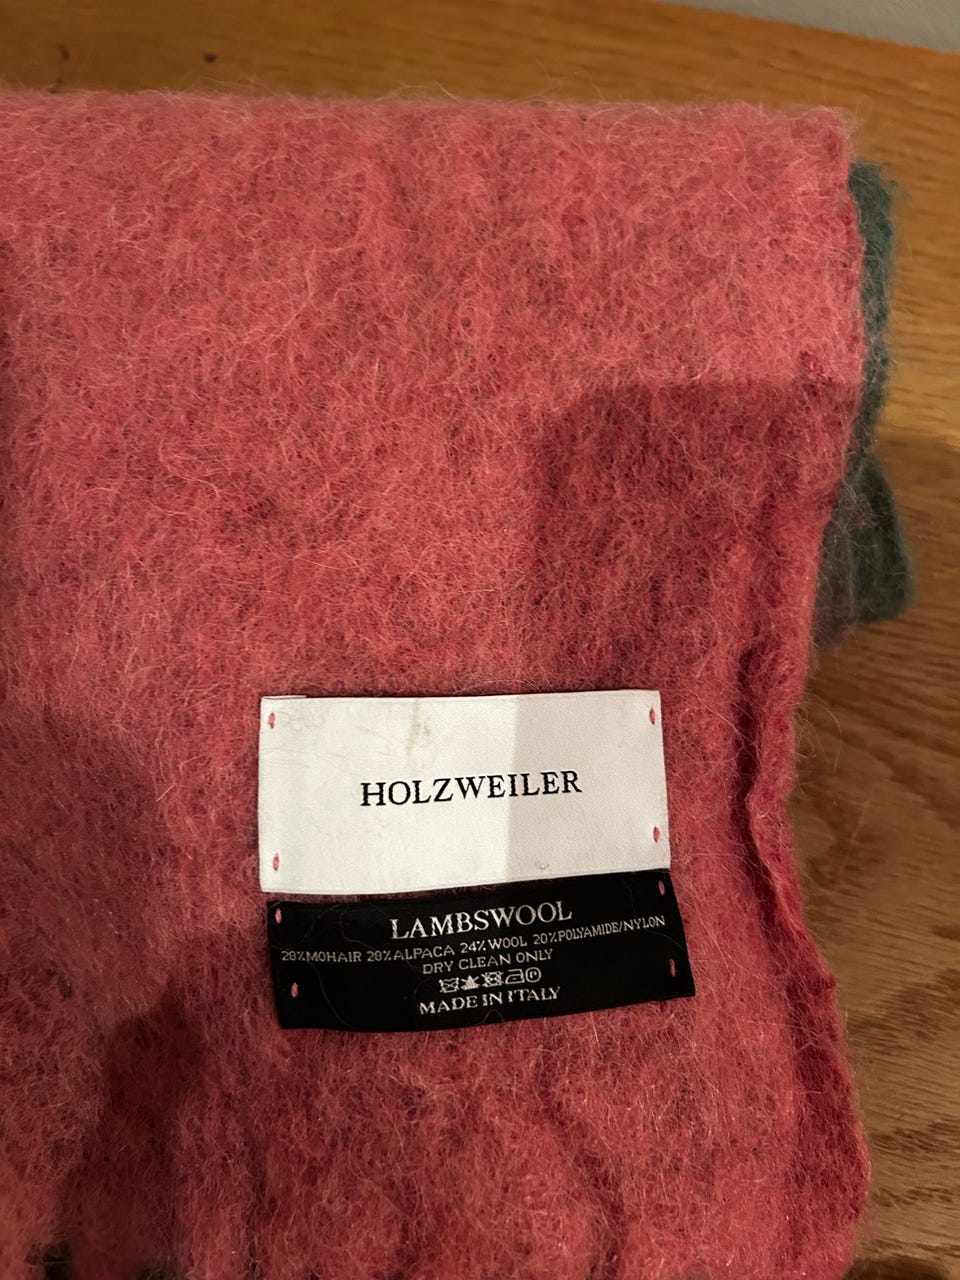 HOLZWEILER
LAMBSWOOL
28%MOHAIR 28%ALPACA 24%WOOL 20%POLYAMIDE/NYLON
DRY CLEAN ONLY
MADE IN ITALY